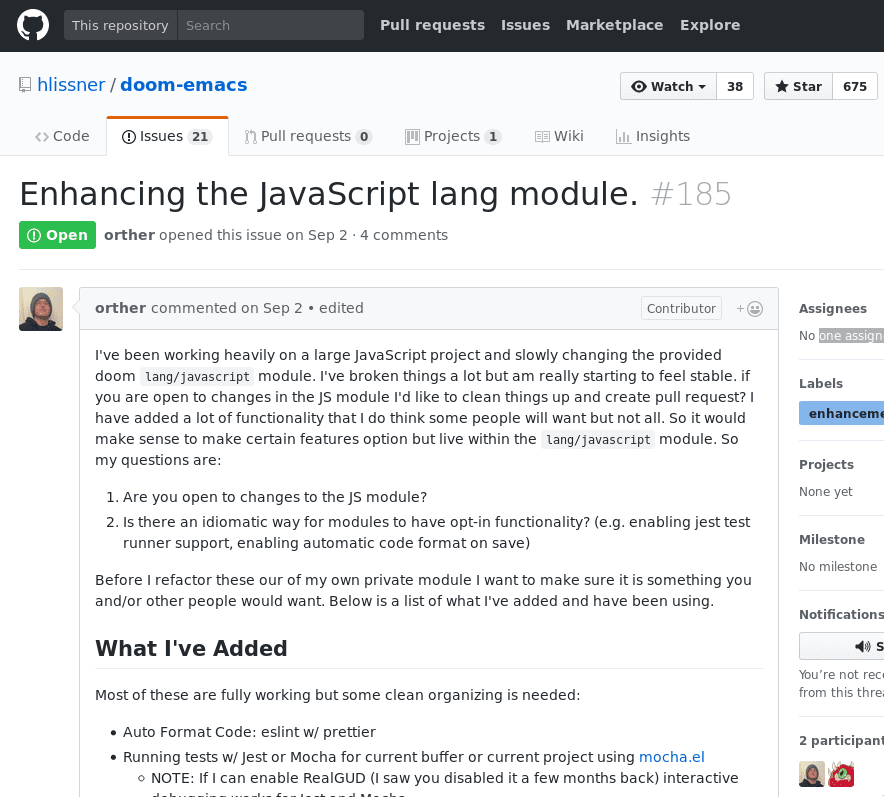 This repository Search Pull requests Issues Marketplace Explore
hlissner / doom-emacs Watch 38 Star 675
Code Issues 21 Pull requests 0 Projects 1 Wiki Insights
Enhancing the JavaScript lang module. #185
Open orther opened this issue on Sep 2 · 4 comments
orther commented on Sep 2 • edited Contributor +
I've been working heavily on a large JavaScript project and slowly changing the provided
doom lang/javascript module. I've broken things a lot but am really starting to feel stable. if
you are open to changes in the JS module I'd like to clean things up and create pull request? I
have added a lot of functionality that I do think some people will want but not all. So it would
make sense to make certain features option but live within the lang/javascript module. So
my questions are:
1. Are you open to changes to the JS module?
2. Is there an idiomatic way for modules to have opt-in functionality? (e.g. enabling jest test
runner support, enabling automatic code format on save)
Before I refactor these our of my own private module I want to make sure it is something you
and/or other people would want. Below is a list of what I've added and have been using.
What I've Added
Most of these are fully working but some clean organizing is needed:
• Auto Format Code: eslint w/ prettier
• Running tests w/ Jest or Mocha for current buffer or current project using mocha.el
◦ NOTE: If I can enable RealGUD (I saw you disabled it a few months back) interactive
debugging works for Jest and Mocha
Assignees
No one assign
Labels
enhanceme
Projects
None yet
Milestone
No milestone
Notifications
S
You’re not rece
from this threa
2 participant